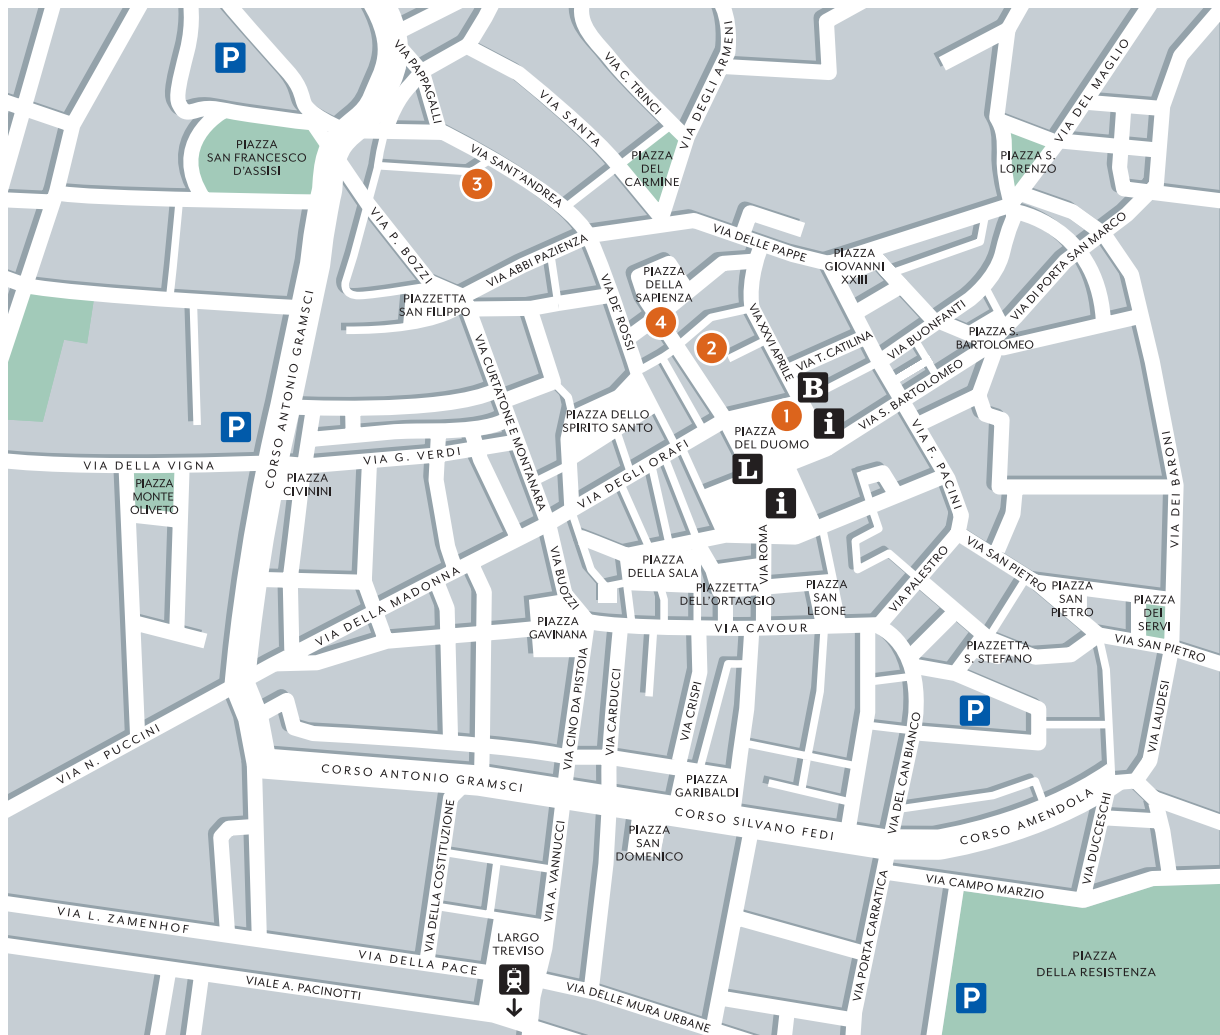 P
VIA PAPPAGALLI
VIA C. TRINCI
VIA DEGLI ARMENI
VIA DEL MAGLIO
VIA SANTA
PIAZZA
SAN FRANCESCO
D'ASSISI
VIA SANT'ANDREA
3
PIAZZA
DEL
CARMINE
PIAZZA S.
LORENZO
VIA P. BOZZI
VIA ABBI PAZIENZA
VIA DELLE PAPPE
PIAZZA
GIOVANNI
XXIII
VIA DI PORTA SAN MARCO
PIAZZETTA
SAN FILIPPO
VIA DE' ROSSI
PIAZZA
DELLA
SAPIENZA
4
2
VIA XXVI APRILE
VIA T. CATILINA
VIA BUONFANTI
PIAZZA S.
BARTOLOMEO
CORSO ANTONIO GRAMSCI
VIA CURTATONE E MONTANARA
P
PIAZZA DELLO
SPIRITO SANTO
B
1
i
VIA S. BARTOLOMEO
PIAZZA
DEL DUOMO
VIA F. PACINI
VIA DEI BARONI
VIA DELLA VIGNA
VIA G. VERDI
VIA DEGLI ORAFI
L
i
PIAZZA
MONTE
OLIVETO
PIAZZA
CIVININI
VIA DELLA MADONNA
VIA BUOZZI
PIAZZA
DELLA SALA
VIA ROMA
PIAZZETTA
DELL'ORTAGGIO
PIAZZA
SAN
LEONE
VIA PALESTRO
VIA SAN PIETRO
PIAZZA
SAN
PIETRO
PIAZZA
DEI
SERVI
PIAZZA
GAVINANA
VIA CAVOUR
PIAZZETTA
S. STEFANO
VIA SAN PIETRO
VIA CINO DA PISTOIA
VIA CARDUCCI
VIA CRISPI
P
VIA DEL CAN BIANCO
VIA LAUDESI
VIA N. PUCCINI
CORSO ANTONIO GRAMSCI
PIAZZA
GARIBALDI
CORSO SILVANO FEDI
CORSO AMENDOLA
VIA DUCCESCHI
VIA DELLA COSTITUZIONE
VIA A. VANNUCCI
PIAZZA
SAN
DOMENICO
VIA CAMPO MARZIO
VIA PORTA CARRATICA
VIA L. ZAMENHOF
VIA DELLA PACE
LARGO
TREVISO
VIALE A. PACINOTTI
VIA DELLE MURA URBANE
PIAZZA
DELLA RESISTENZA
P